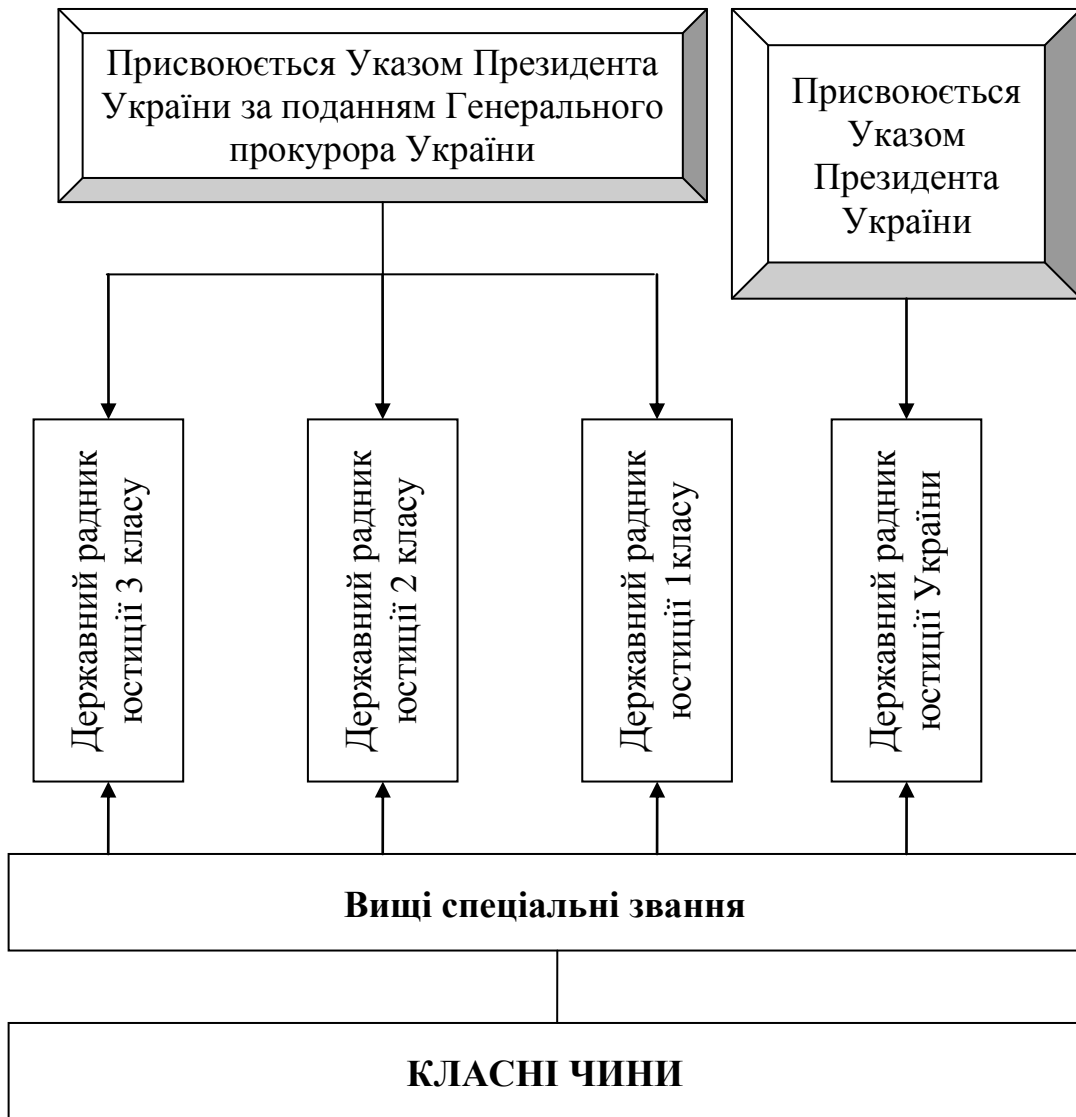 Присвоюється Указом Президента
України за поданням Генерального
прокурора України
Присвоюється
Указом
Президента
України
Державний радник
юстиції 3 класу
Державний радник
юстиції 2 класу
Державний радник
юстиції 1класу
Державний радник
юстиції України
Вищі спеціальні звання
КЛАСНІ ЧИНИ